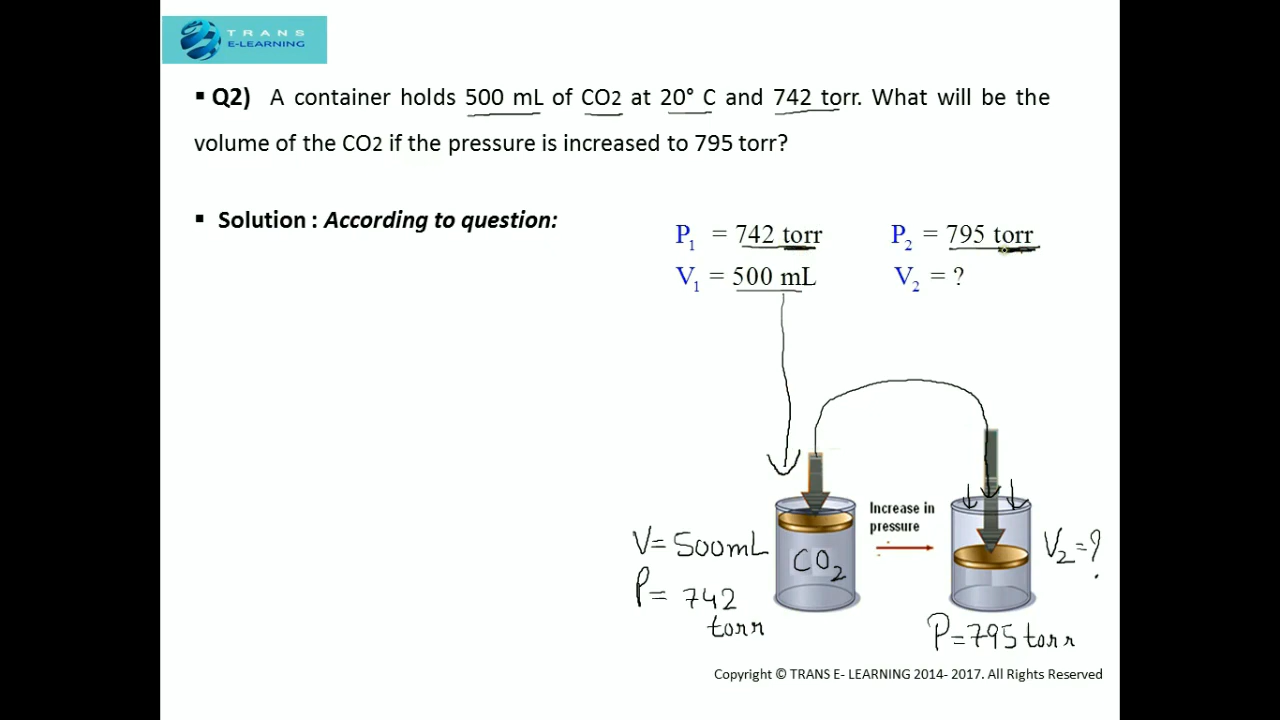 TRANS
E-LEARNING
▪ Q2) A container holds 500 mL of CO2 at 20° C and 742 torr. What will be the
volume of the CO2 if the pressure is increased to 795 torr?
▪ Solution : According to question:
P₁ = 742 torr P₂ = 795 torr
V₁ = 500 mL V₂ = ?
Increase in
pressure
V= 500mL
CO₂
V₂=?
P= 742
torr
P=795 torr
Copyright © TRANS E- LEARNING 2014- 2017. All Rights Reserved